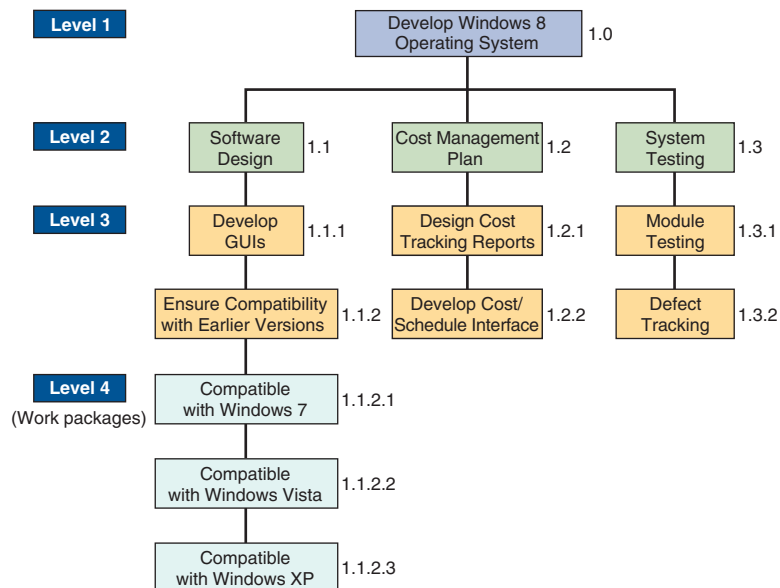 Level 1
Develop Windows 8
Operating System
1.0
Level 2
Software
Design
1.1
Cost Management
Plan
1.2
System
Testing
1.3
Level 3
Develop
GUIs
1.1.1
Design Cost
Tracking Reports
1.2.1
Module
Testing
1.3.1
Ensure Compatibility
with Earlier Versions
1.1.2
Develop Cost/
Schedule Interface
1.2.2
Defect
Tracking
1.3.2
Level 4
(Work packages)
Compatible
with Windows 7
1.1.2.1
Compatible
with Windows Vista
1.1.2.2
Compatible
with Windows XP
1.1.2.3